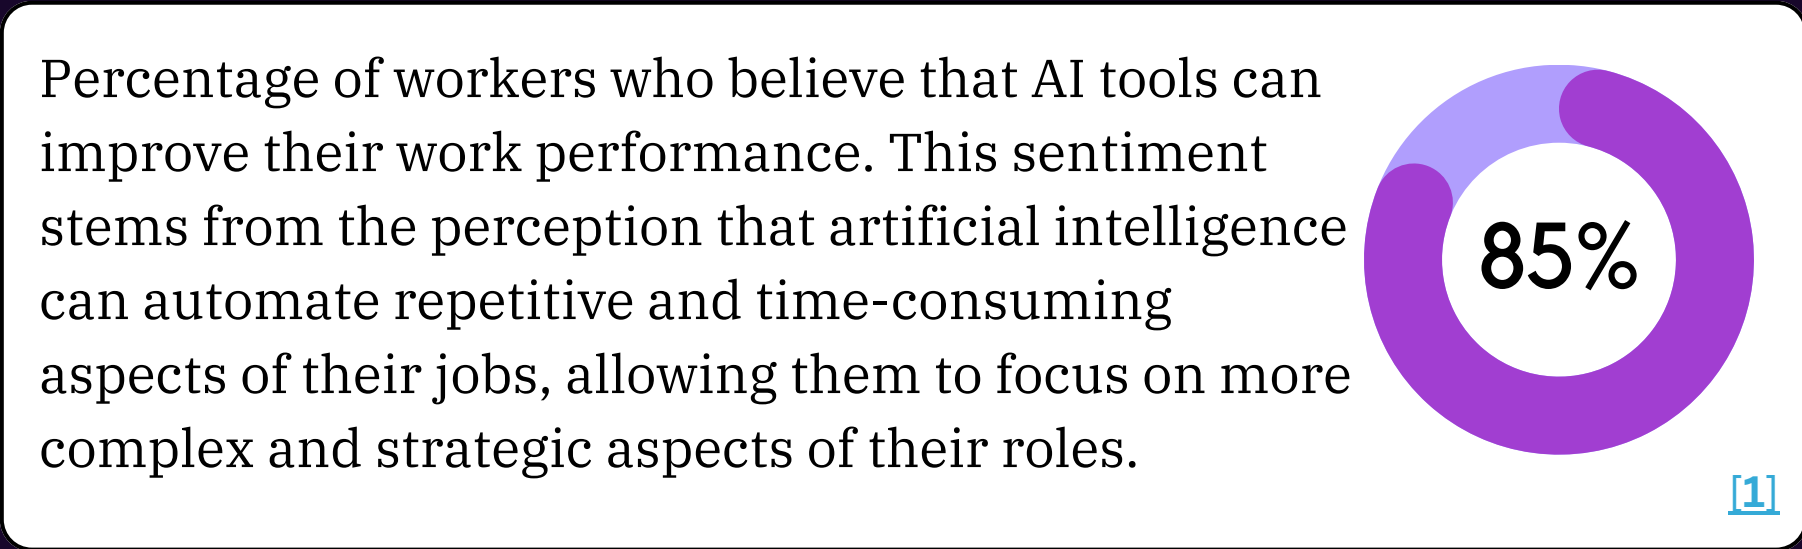 Percentage of workers who believe that AI tools can
improve their work performance. This sentiment
stems from the perception that artificial intelligence
can automate repetitive and time-consuming
aspects of their jobs, allowing them to focus on more
complex and strategic aspects of their roles.
85%
[1]